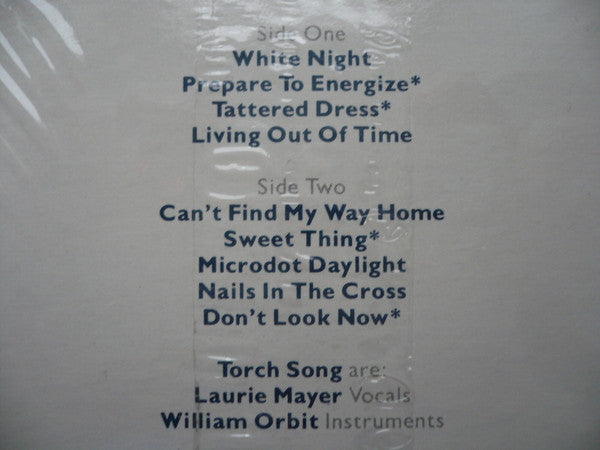 Side One
White Night
Prepare To Energize*
Tattered Dress*
Living Out Of Time
Side Two
Can't Find My Way Home
Sweet Thing*
Microdot Daylight
Nails In The Cross
Don't Look Now*
Torch Song are:
Laurie Mayer Vocals
William Orbit Instruments